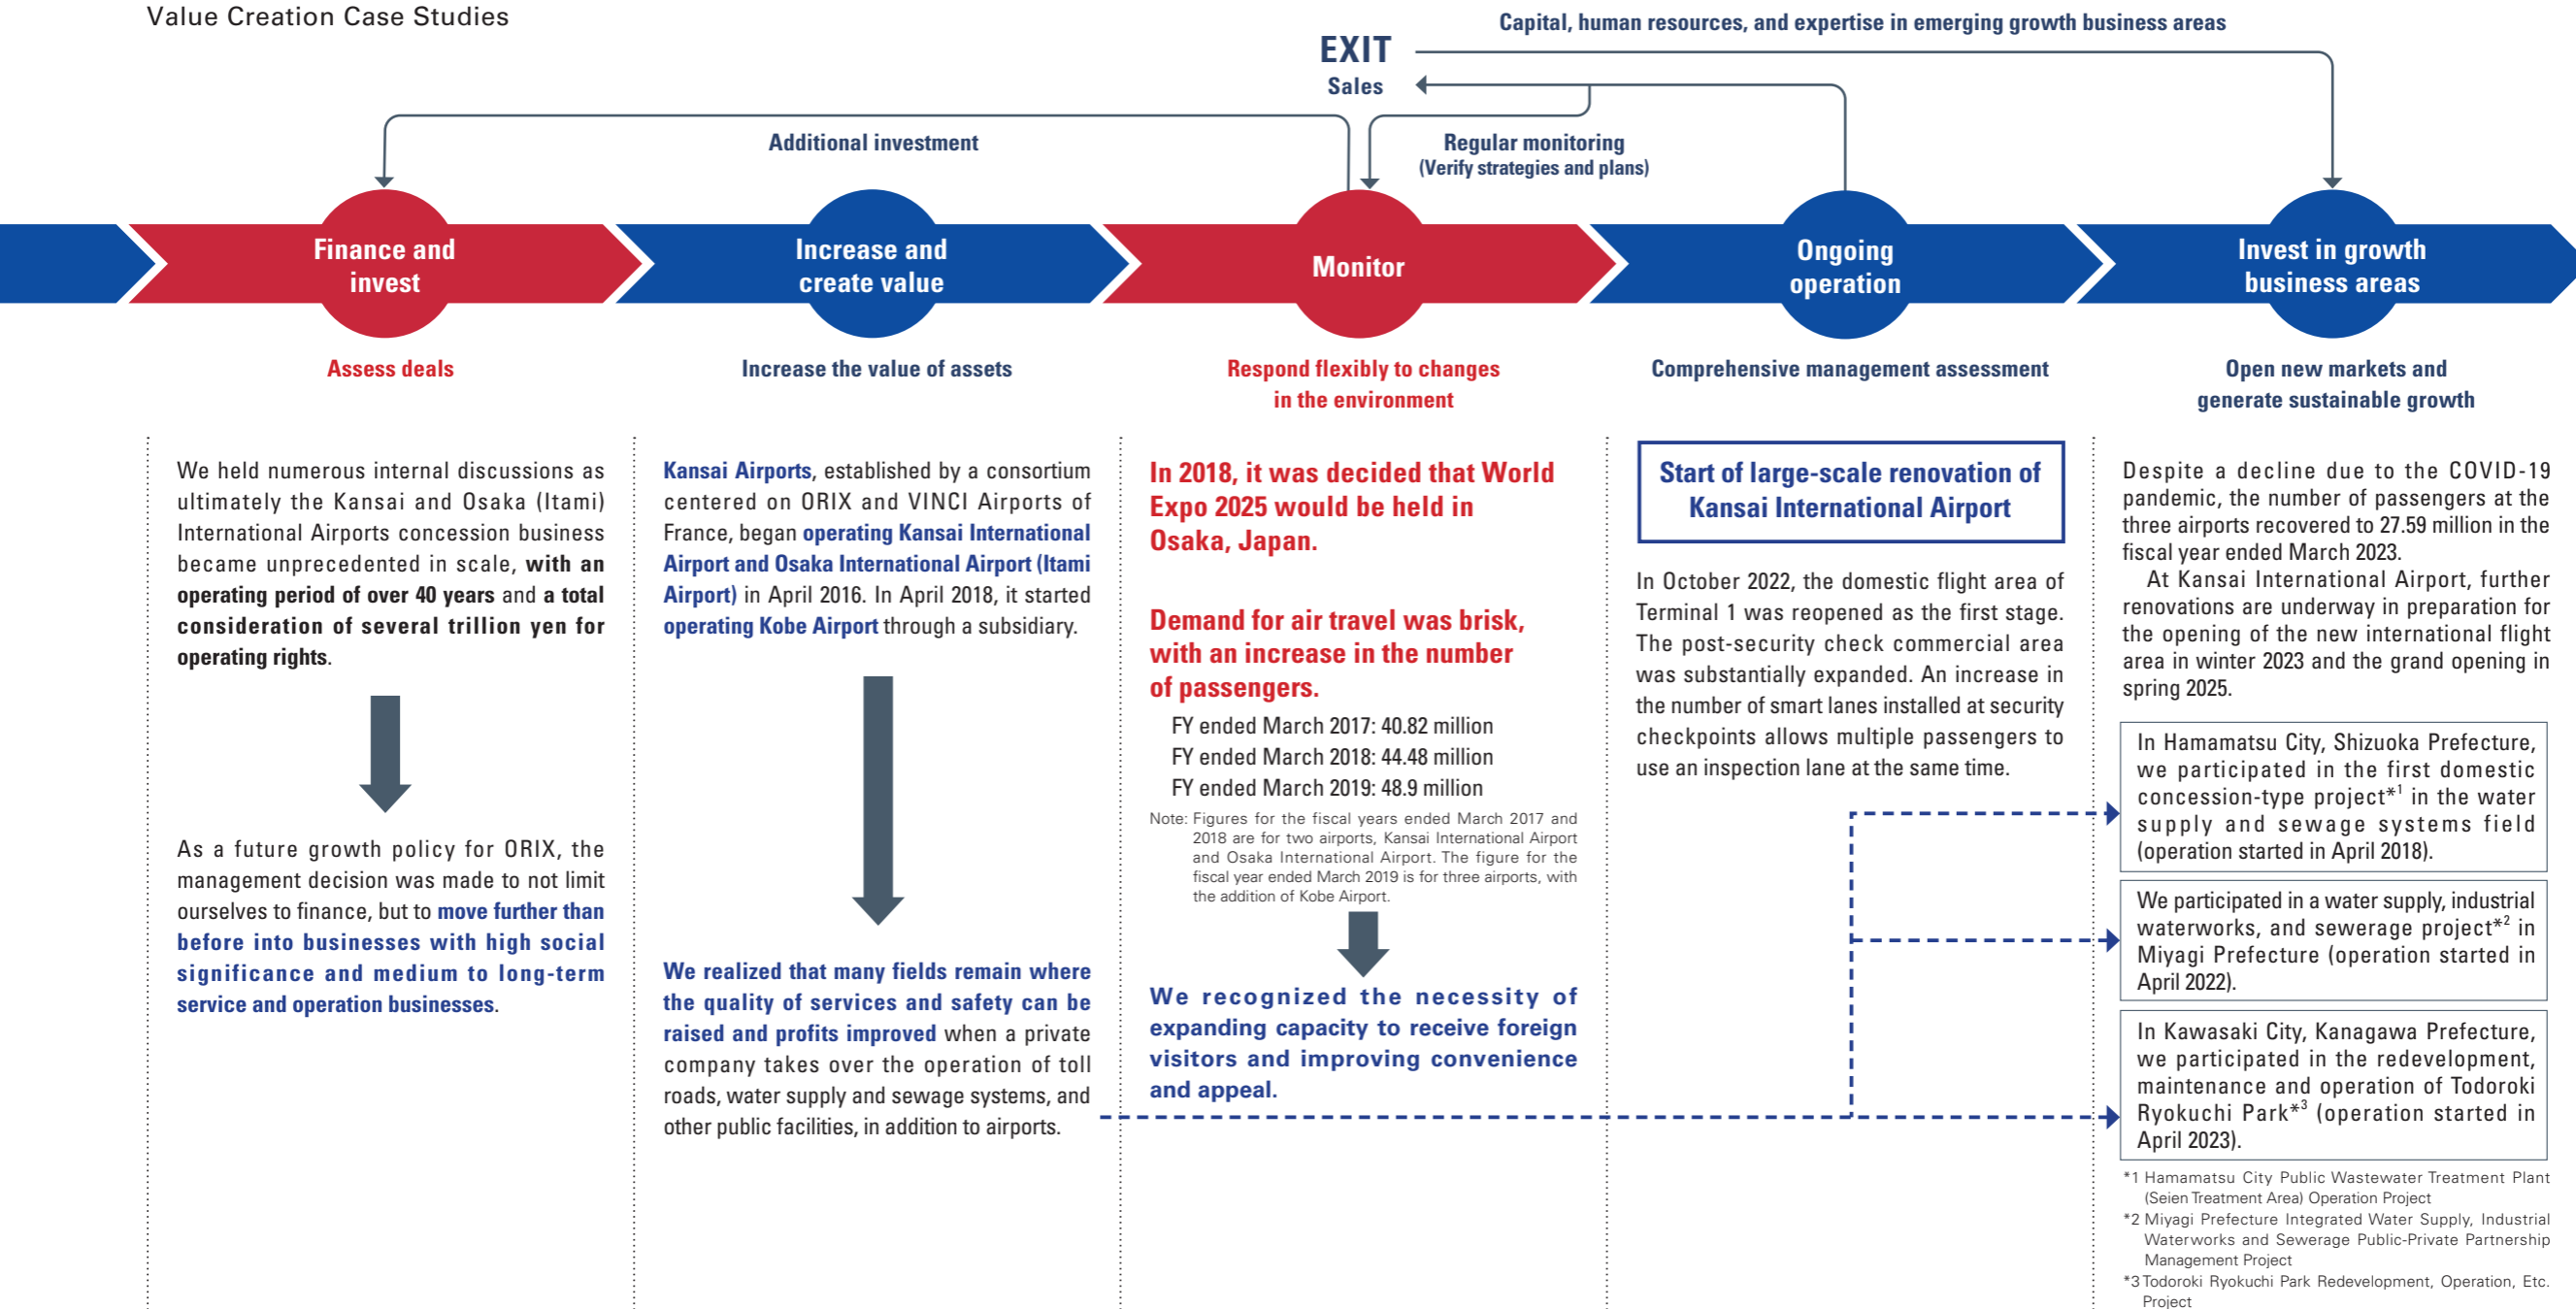 Value Creation Case Studies
Capital, human resources, and expertise in emerging growth business areas
EXIT
Sales
Additional investment
Regular monitoring
(Verify strategies and plans)
Finance and
invest
Increase and
create value
Monitor
Ongoing
operation
Invest in growth
business areas
Assess deals
Increase the value of assets
Respond flexibly to changes
in the environment
Comprehensive management assessment
Open new markets and
generate sustainable growth
We held numerous internal discussions as
ultimately the Kansai and Osaka (Itami)
International Airports concession business
became unprecedented in scale, with an
operating period of over 40 years and a total
consideration of several trillion yen for
operating rights.
As a future growth policy for ORIX, the
management decision was made to not limit
ourselves to finance, but to move further than
before into businesses with high social
significance and medium to long-term
service and operation businesses.
Kansai Airports, established by a consortium
centered on ORIX and VINCI Airports of
France, began operating Kansai International
Airport and Osaka International Airport (Itami
Airport) in April 2016. In April 2018, it started
operating Kobe Airport through a subsidiary.
We realized that many fields remain where
the quality of services and safety can be
raised and profits improved when a private
company takes over the operation of toll
roads, water supply and sewage systems, and
other public facilities, in addition to airports.
In 2018, it was decided that World
Expo 2025 would be held in
Osaka, Japan.
Demand for air travel was brisk,
with an increase in the number
of passengers.
FY ended March 2017: 40.82 million
FY ended March 2018: 44.48 million
FY ended March 2019: 48.9 million
Note: Figures for the fiscal years ended March 2017 and
2018 are for two airports, Kansai International Airport
and Osaka International Airport. The figure for the
fiscal year ended March 2019 is for three airports, with
the addition of Kobe Airport.
We recognized the necessity of
expanding capacity to receive foreign
visitors and improving convenience
and appeal.
Start of large-scale renovation of
Kansai International Airport
In October 2022, the domestic flight area of
Terminal 1 was reopened as the first stage.
The post-security check commercial area
was substantially expanded. An increase in
the number of smart lanes installed at security
checkpoints allows multiple passengers to
use an inspection lane at the same time.
Despite a decline due to the COVID-19
pandemic, the number of passengers at the
three airports recovered to 27.59 million in the
fiscal year ended March 2023.
At Kansai International Airport, further
renovations are underway in preparation for
the opening of the new international flight
area in winter 2023 and the grand opening in
spring 2025.
In Hamamatsu City, Shizuoka Prefecture,
we participated in the first domestic
concession-type project*1 in the water
supply and sewage systems field
(operation started in April 2018).
We participated in a water supply, industrial
waterworks, and sewerage project*2 in
Miyagi Prefecture (operation started in
April 2022).
In Kawasaki City, Kanagawa Prefecture,
we participated in the redevelopment,
maintenance and operation of Todoroki
Ryokuchi Park*3 (operation started in
April 2023).
*1 Hamamatsu City Public Wastewater Treatment Plant
(Seien Treatment Area) Operation Project
*2 Miyagi Prefecture Integrated Water Supply, Industrial
Waterworks and Sewerage Public-Private Partnership
Management Project
*3 Todoroki Ryokuchi Park Redevelopment, Operation, Etc.
Project